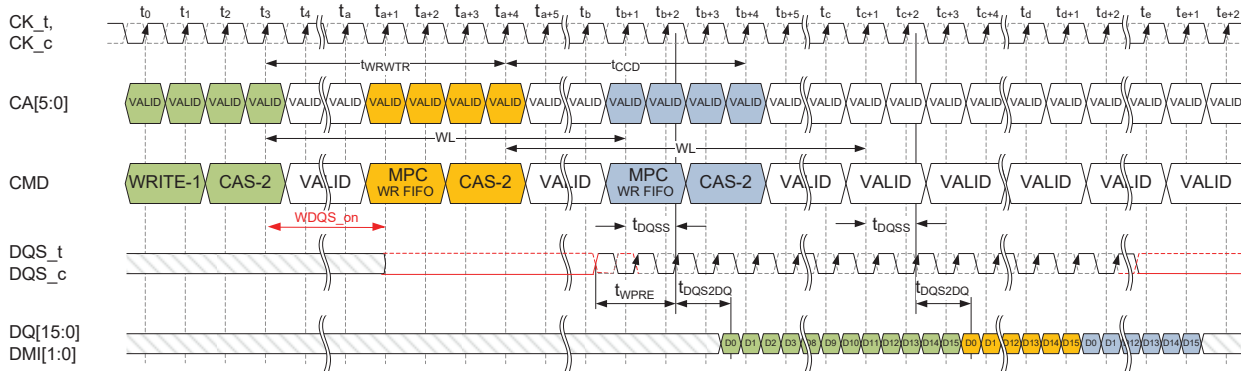 CK_t, t0 t1 t2 t3 t4 ta ta+1 ta+2 ta+3 ta+4 ta+5 tb tb+1 tb+2 tb+3 tb+4 tb+5 tc tc+1 tc+2 tc+3 tc+4 td td+1 td+2 te te+1 te+2
CK_c
tWRWTR tCCD
CA[5:0] VALID VALID VALID VALID VALID VALID VALID VALID VALID VALID VALID VALID VALID VALID VALID VALID VALID VALID VALID VALID VALID VALID VALID VALID VALID VALID VALID VALID
WL WL
CMD WRITE-1 CAS-2 VALID MPC WR FIFO CAS-2 VALID MPC WR FIFO CAS-2 VALID VALID VALID VALID VALID VALID
WDQS_on tDQSS tDQSS
DQS_t
DQS_c
tWPRE tDQS2DQ tDQS2DQ
DQ[15:0] D0 D1 D2 D3 D8 D9 D10 D11 D12 D13 D14 D15 D0 D1 D12 D13 D14 D15 D0 D1 D12 D13 D14 D15
DMI[1:0]